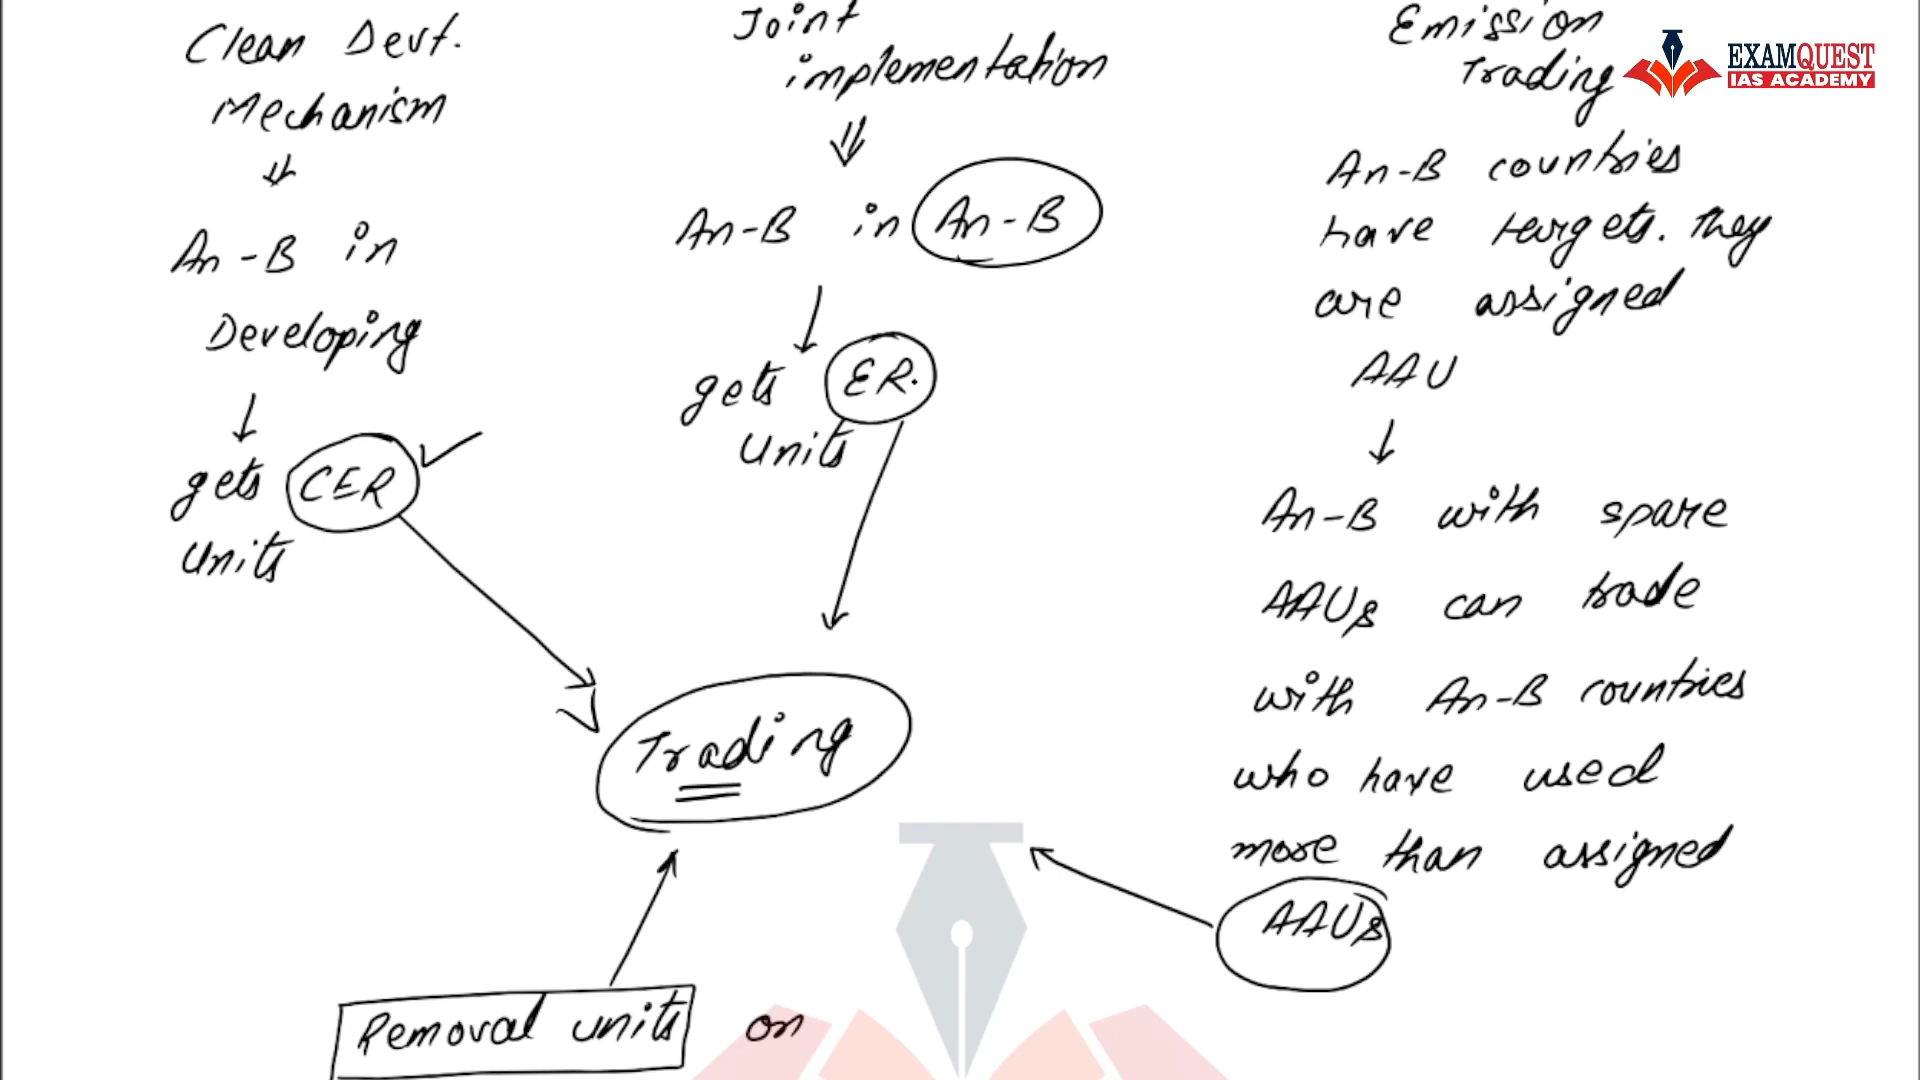 Clean Devt.
Mechanism
An-B in
Developing
gets CER
Units
Joint
implementation
An-B in An-B
gets ER.
Units
Trading
Removal units on
Emission
Trading
An-B countries
have targets. They
are assigned
AAU
An-B with spare
AAUs can trade
with An-B countries
who have used
more than assigned
AAUs
EXAMQUEST
IAS ACADEMY